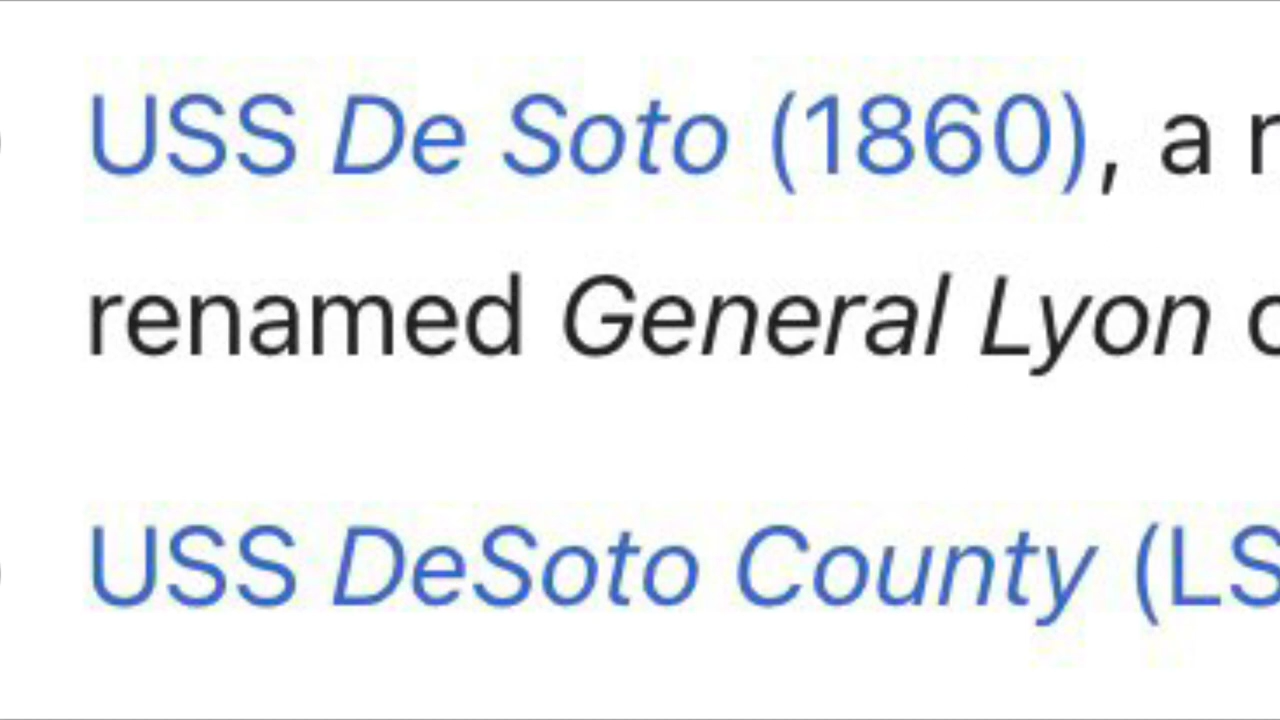 USS De Soto (1860), a
renamed General Lyon
USS DeSoto County (LS